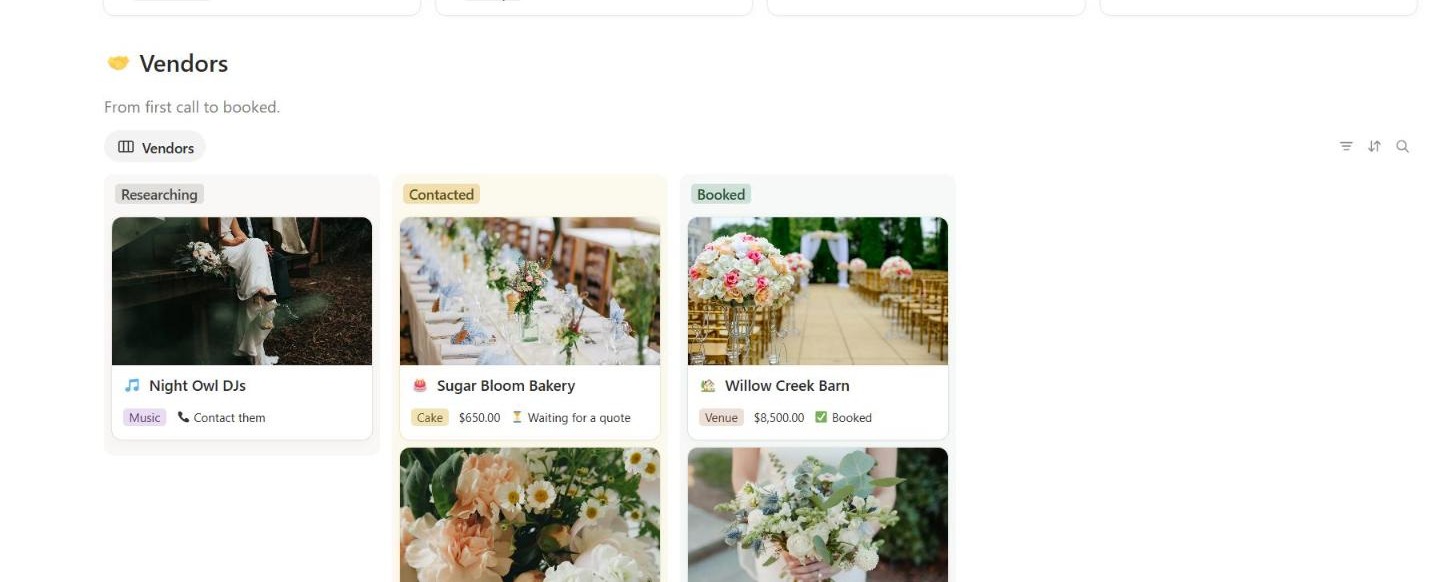 Vendors
From first call to booked.
Vendors
Researching
Night Owl DJs
Music Contact them
Contacted
Sugar Bloom Bakery
Cake $650.00 Waiting for a quote
Booked
Willow Creek Barn
Venue $8,500.00 Booked